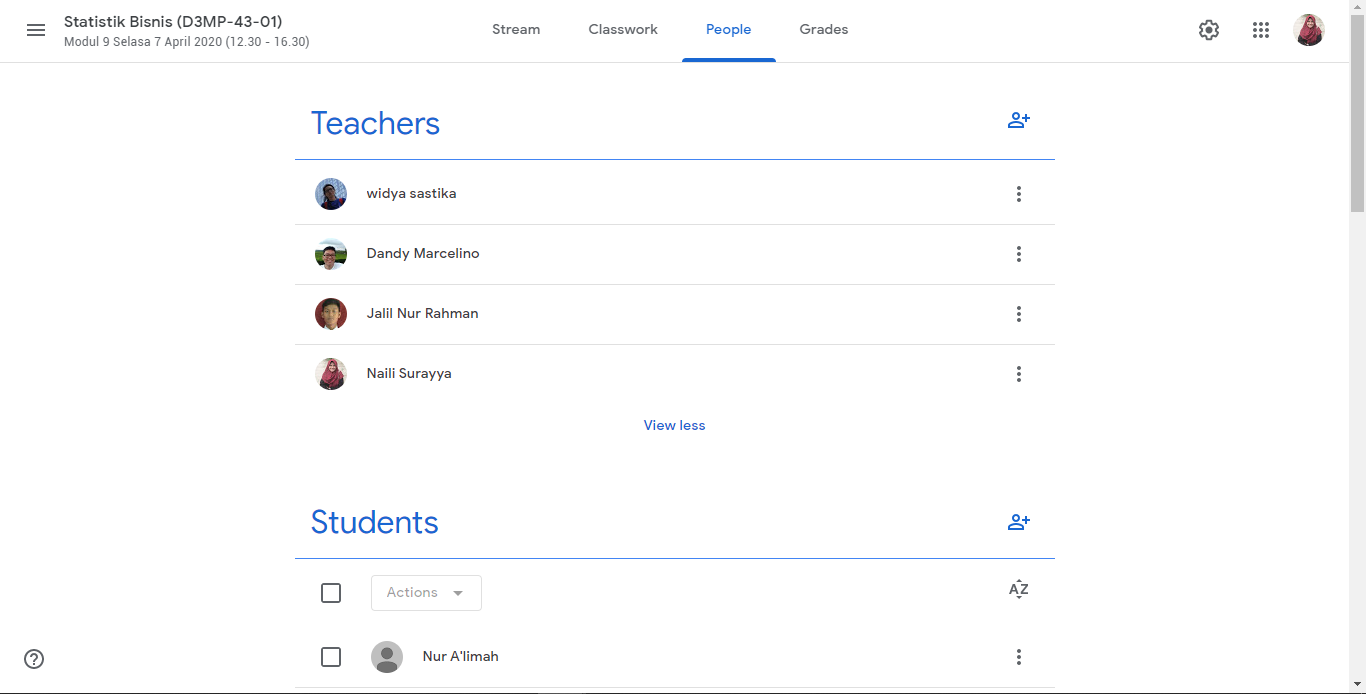 Statistik Bisnis (D3MP-43-01)
Modul 9 Selasa 7 April 2020 (12.30 - 16.30)
Stream
Classwork
People
Grades
Teachers
widya sastika
Dandy Marcelino
Jalil Nur Rahman
Naili Surayya
View less
Students
Actions
AZ
Nur A'limah